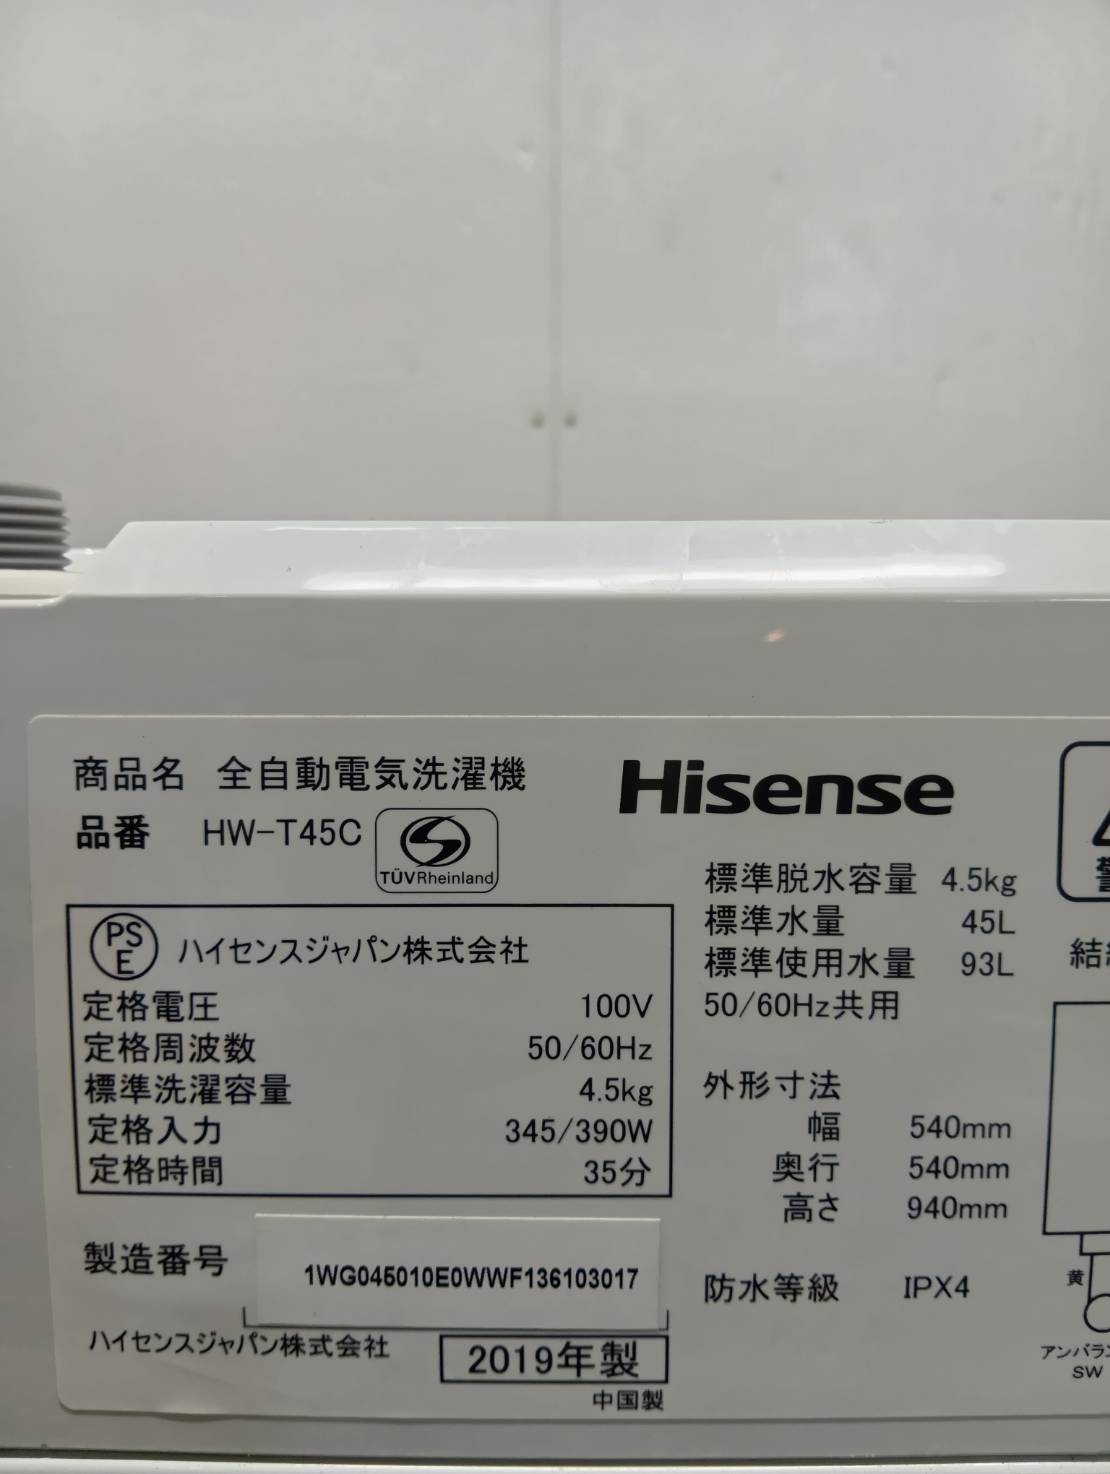 商品名 全自動電気洗濯機
品番 HW-T45C
TÜVRheinland
PSE ハイセンスジャパン株式会社
定格電圧 100V
定格周波数 50/60Hz
標準洗濯容量 4.5kg
定格入力 345/390W
定格時間 35分
製造番号 1WG045010E0WWF136103017
ハイセンスジャパン株式会社 2019年製
中国製
Hisense
標準脱水容量 4.5kg
標準水量 45L
標準使用水量 93L
50/60Hz共用
外形寸法
幅 540mm
奥行 540mm
高さ 940mm
防水等級 IPX4
黄
アンバラン
SW